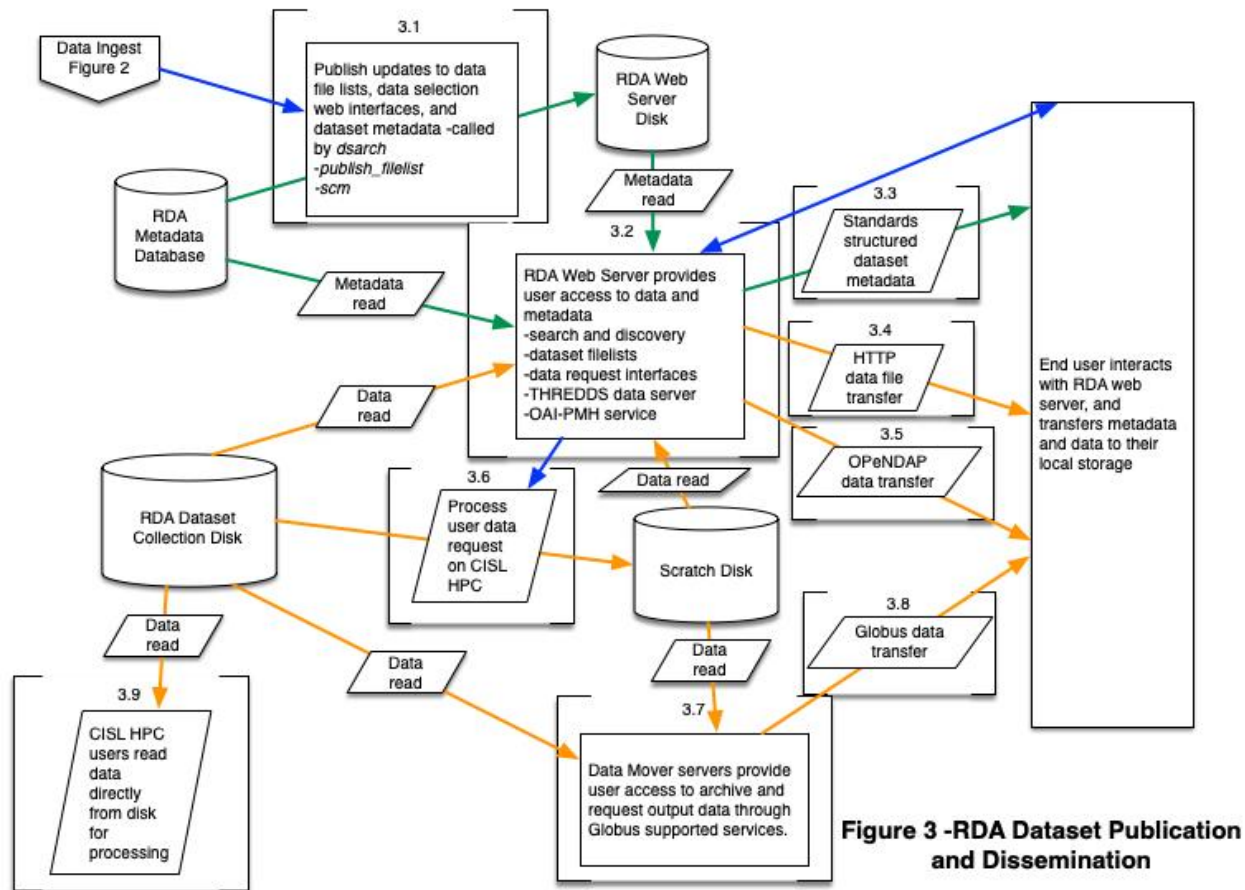 Data Ingest
Figure 2
3.1
Publish updates to data
file lists, data selection
web interfaces, and
dataset metadata -called
by dsarch
-publish_filelist
-scm
RDA Web
Server
Disk
Metadata
read
RDA
Metadata
Database
Metadata
read
3.2
RDA Web Server provides
user access to data and
metadata
-search and discovery
-dataset filelists
-data request interfaces
-THREDDS data server
-OAI-PMH service
3.3
Standards
structured
dataset
metadata
3.4
HTTP
data file
transfer
3.5
OPeNDAP
data transfer
End user interacts
with RDA web
server, and
transfers metadata
and data to their
local storage
Data
read
RDA Dataset
Collection Disk
3.6
Process
user data
request
on CISL
HPC
Data read
Scratch Disk
Data
read
3.8
Globus data
transfer
Data
read
Data
read
3.9
CISL HPC
users read
data
directly
from disk
for
processing
3.7
Data Mover servers provide
user access to archive and
request output data through
Globus supported services.
Figure 3 -RDA Dataset Publication
and Dissemination